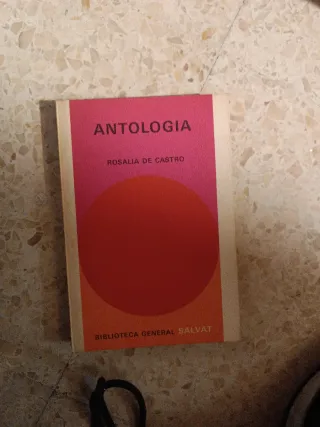 ANTOLOGIA
ROSALIA DE CASTRO
BIBLIOTECA GENERAL SALVAT